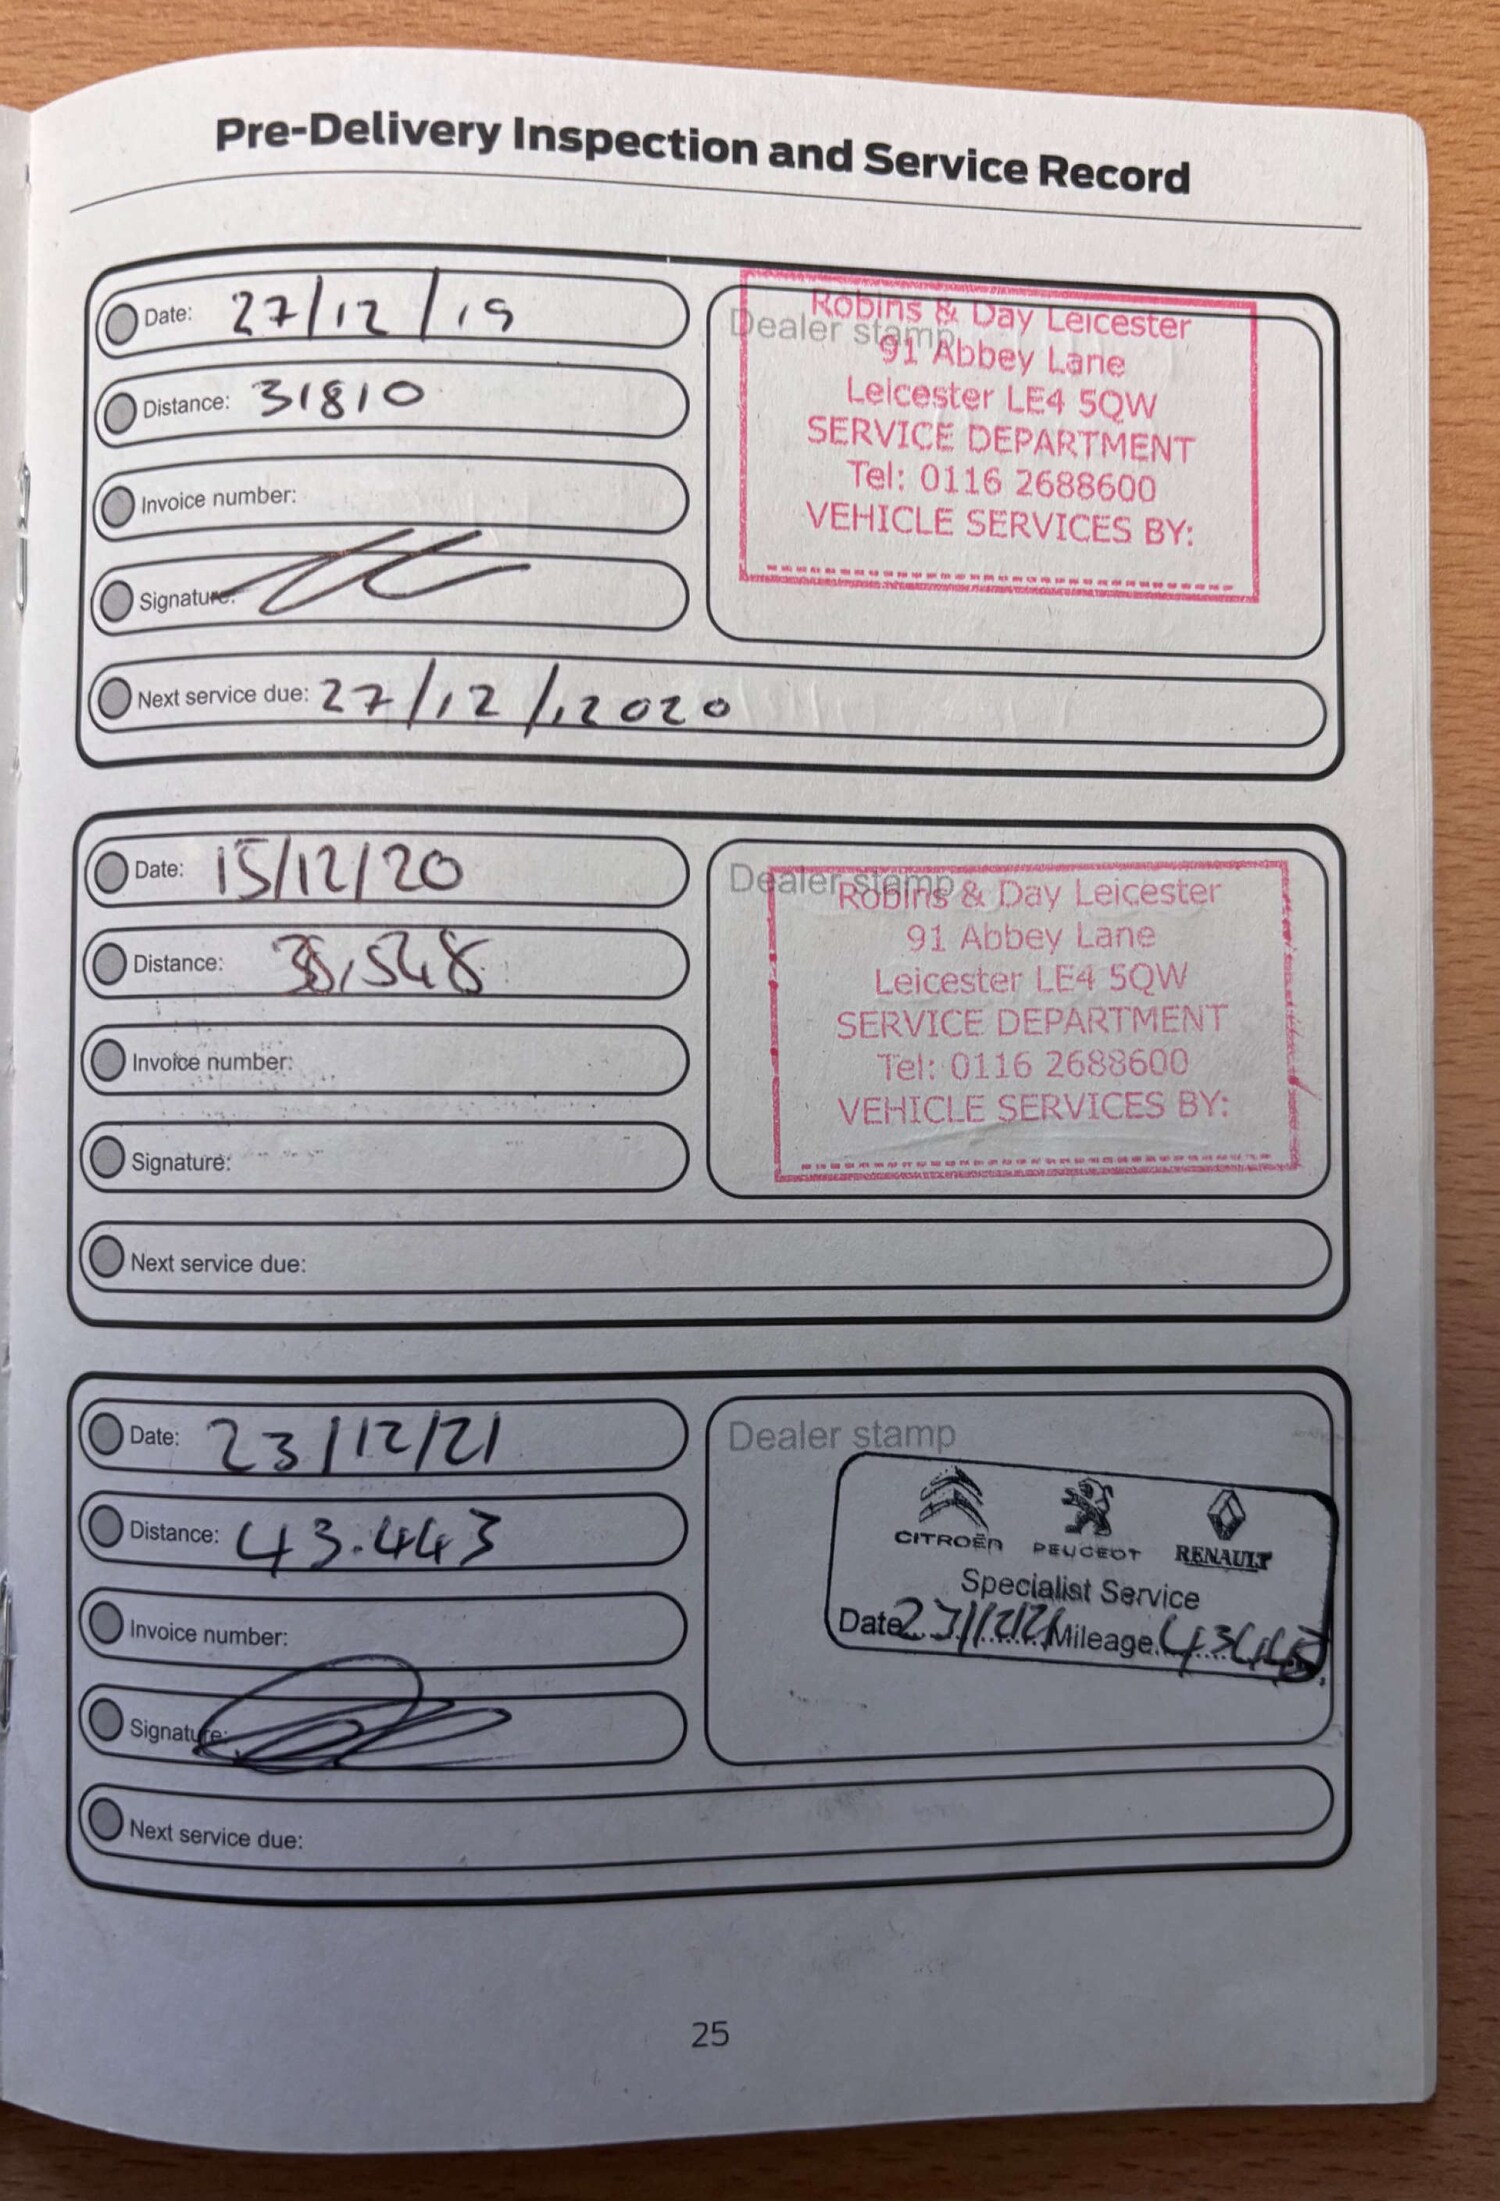 Pre-Delivery Inspection and Service Record
Date: 27/12/19
Distance: 31810
Invoice number:
Signature:
Next service due: 27/12/2020
Dealer stamp
Robins & Day Leicester
91 Abbey Lane
Leicester LE4 5QW
SERVICE DEPARTMENT
Tel: 0116 2688600
VEHICLE SERVICES BY:
Date: 15/12/20
Distance:
Invoice number:
Signature:
Next service due:
Dealer stamp
Robins & Day Leicester
91 Abbey Lane
Leicester LE4 5QW
SERVICE DEPARTMENT
Tel: 0116 2688600
VEHICLE SERVICES BY:
Date: 23/12/21
Distance: 43.443
Invoice number:
Signature:
Next service due:
Dealer stamp
CITROËN PEUGEOT RENAULT
Specialist Service
Date 23/12/21 Mileage
25